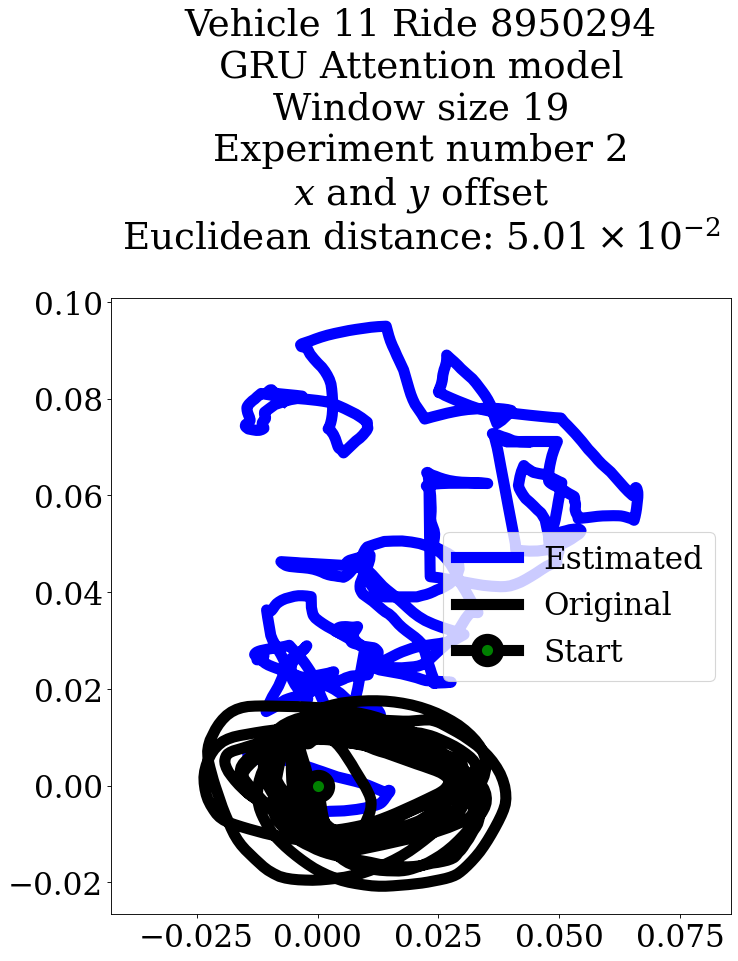 Vehicle 11 Ride 8950294
GRU Attention model
Window size 19
Experiment number 2
x and y offset
Euclidean distance: 5.01 × 10⁻²
0.10
0.08
0.06
0.04
0.02
0.00
−0.02
Estimated
Original
Start
−0.025 0.000 0.025 0.050 0.075